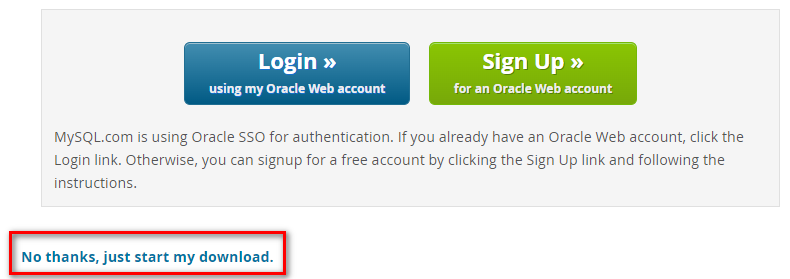 Login »
using my Oracle Web account
Sign Up »
for an Oracle Web account
MySQL.com is using Oracle SSO for authentication. If you already have an Oracle Web account, click the
Login link. Otherwise, you can signup for a free account by clicking the Sign Up link and following the
instructions.
No thanks, just start my download.